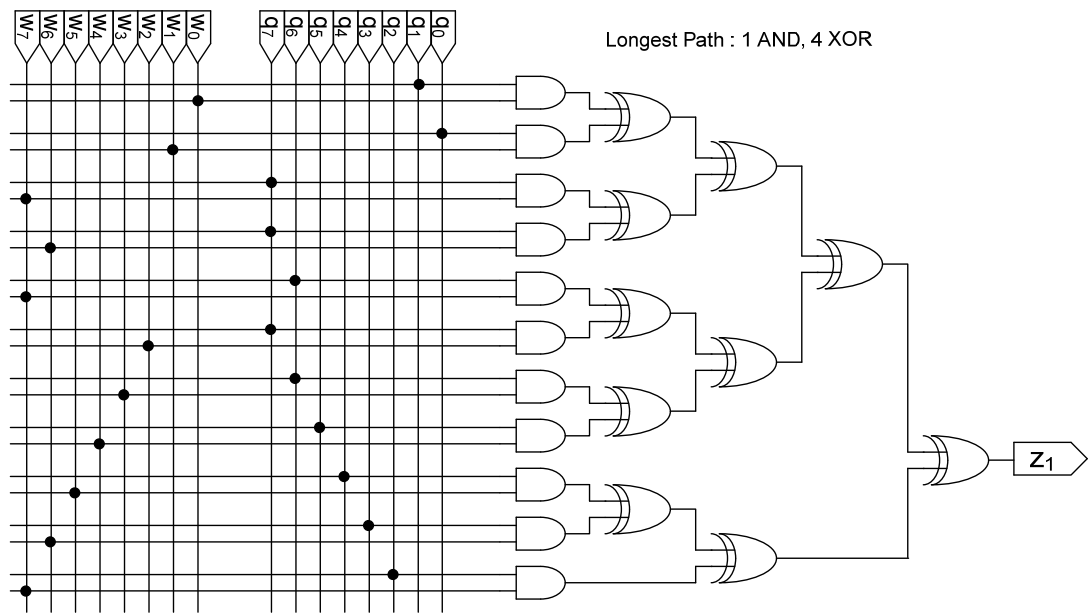 W₇ W₆ W₅ W₄ W₃ W₂ W₁ W₀ q₇ q₆ q₅ q₄ q₃ q₂ q₁ q₀
Longest Path : 1 AND, 4 XOR
z₁